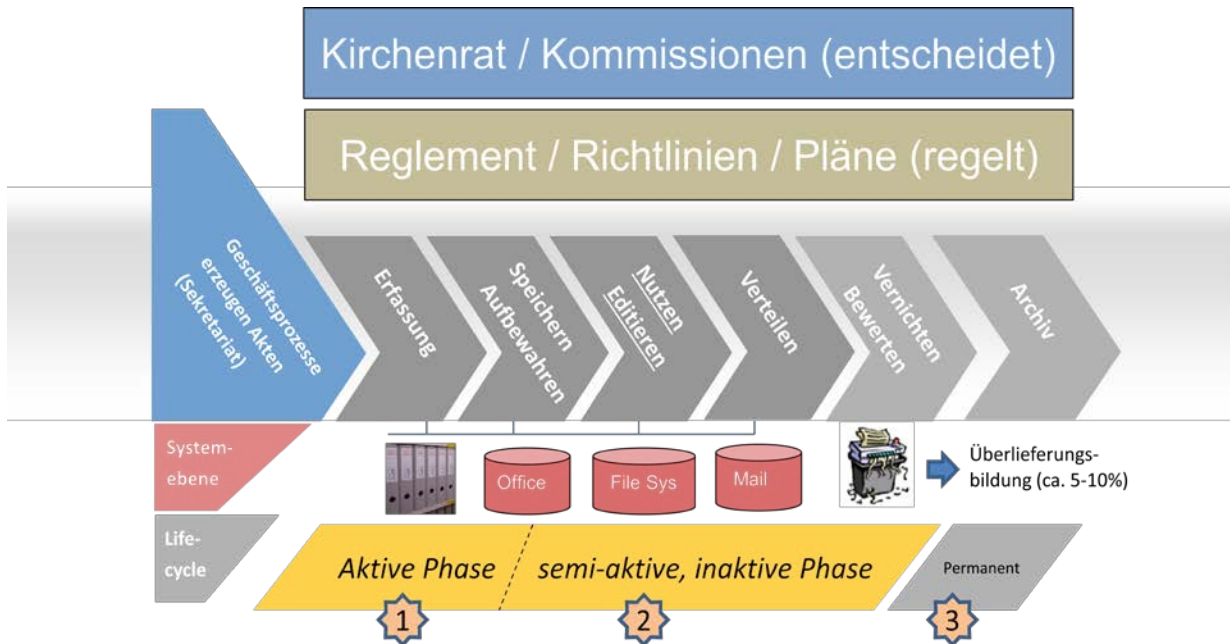 Kirchenrat / Kommissionen (entscheidet)
Reglement / Richtlinien / Pläne (regelt)
Geschäftsprozesse
erzeugen Akten
(Sekretariat)
Erfassung
Speichern
Aufbewahren
Nutzen
Editieren
Verteilen
Vernichten
Bewerten
Archiv
System-
ebene
Office
File Sys
Mail
Überlieferungs-
bildung (ca. 5-10%)
Life-
cycle
Aktive Phase
semi-aktive, inaktive Phase
Permanent
1
2
3